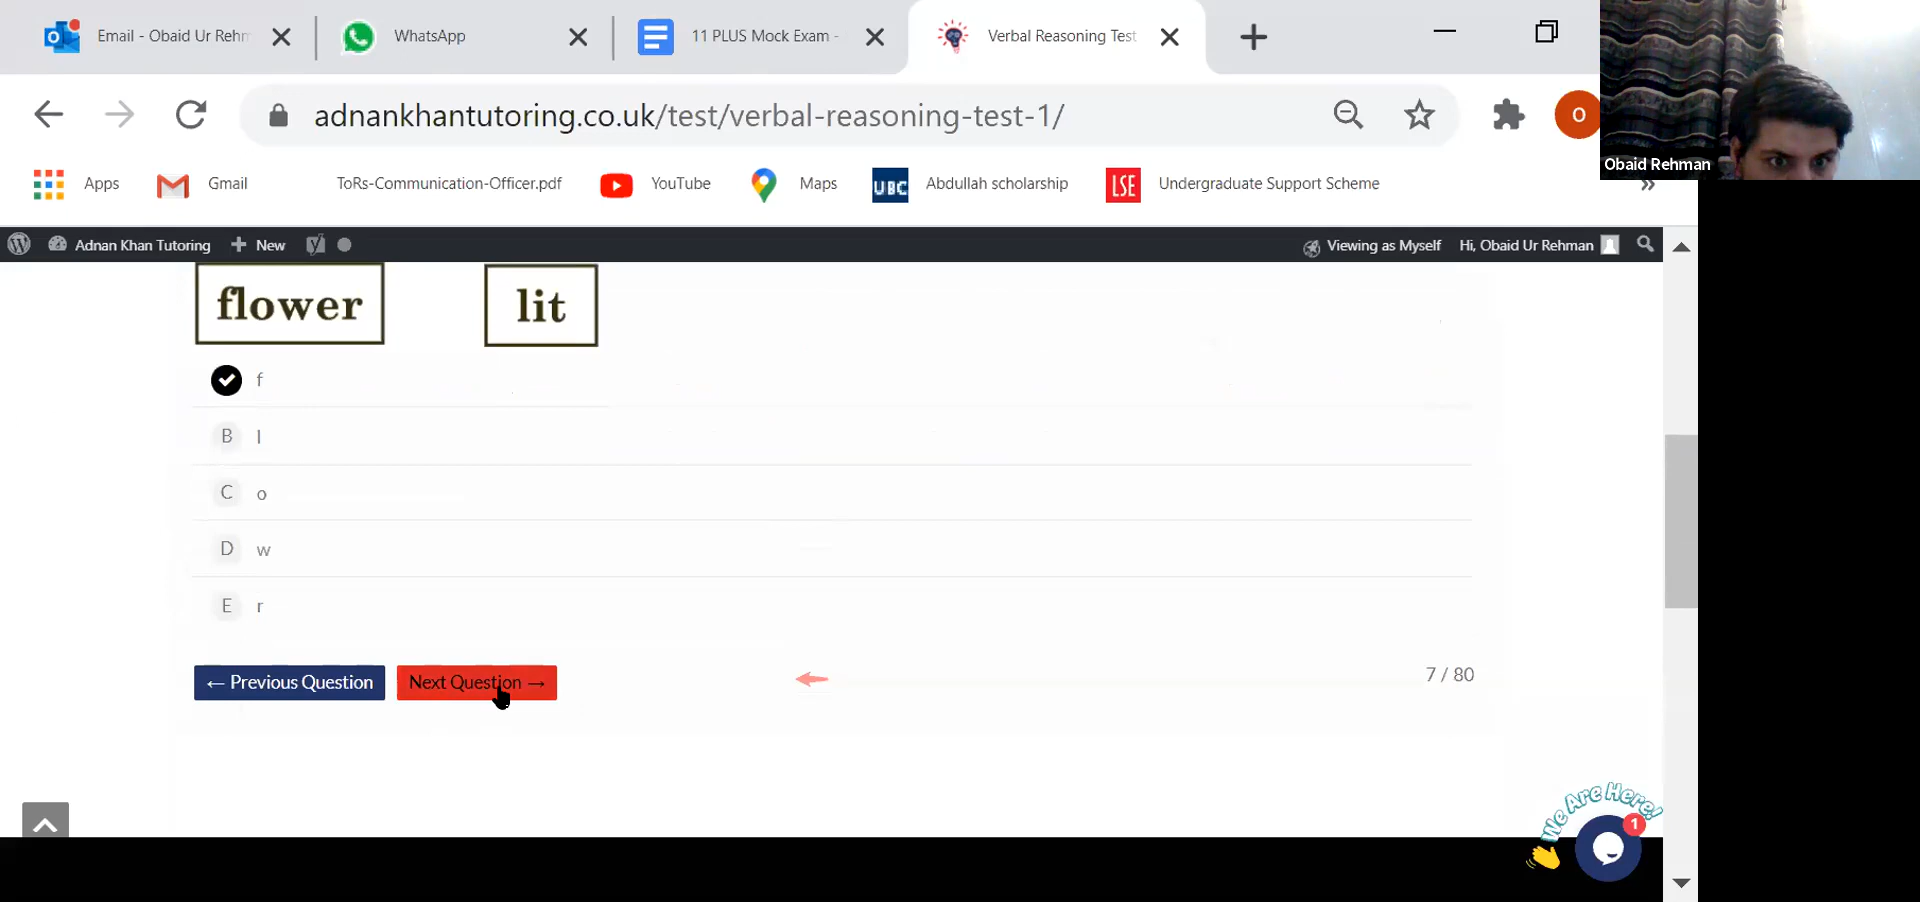 Email - Obaid Ur Rehm
WhatsApp
11 PLUS Mock Exam -
Verbal Reasoning Test
adnankhantutoring.co.uk/test/verbal-reasoning-test-1/
O
Obaid Rehman
Apps
Gmail
ToRs-Communication-Officer.pdf
YouTube
Maps
UBC
Abdullah scholarship
LSE
Undergraduate Support Scheme
»
Adnan Khan Tutoring
+ New
Viewing as Myself
Hi, Obaid Ur Rehman
flower
lit
f
B l
C o
D w
E r
← Previous Question
Next Question →
7 / 80
We Are Here!
1